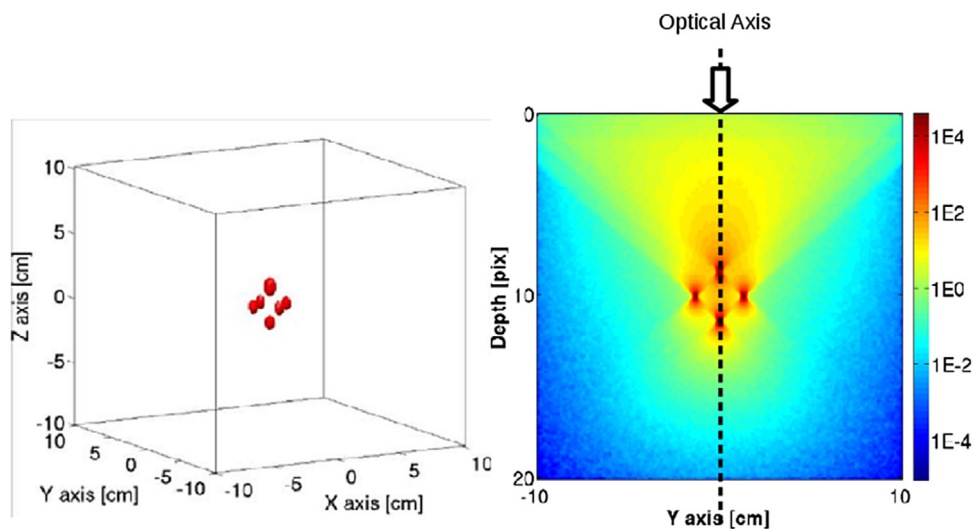 Optical Axis
10
5
0
-5
-10
Z axis [cm]
10
5
0
-5
-10
Y axis [cm]
-10
-5
0
5
10
X axis [cm]
0
10
20
Depth [pix]
-10
10
Y axis [cm]
1E4
1E2
1E0
1E-2
1E-4